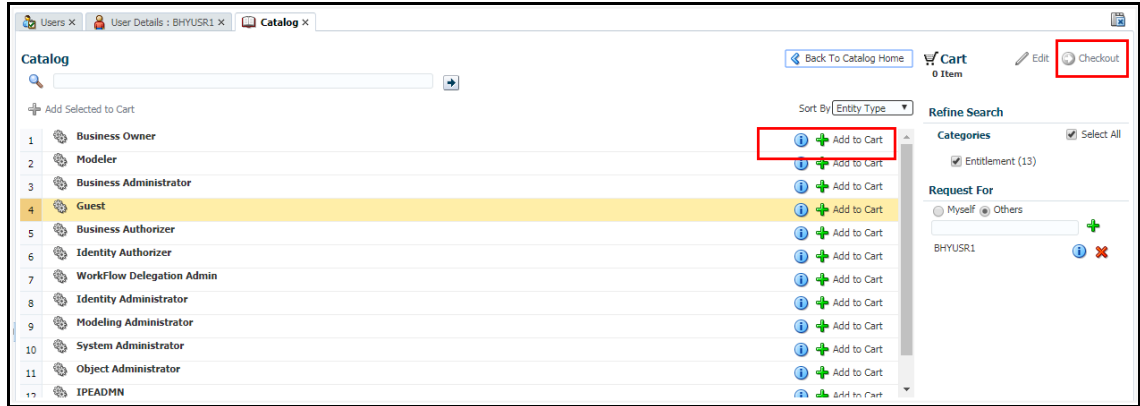 Users × User Details : BHYUSR1 × Catalog ×
Catalog
Back To Catalog Home
Cart
0 Item
Edit
Checkout
Add Selected to Cart
Sort By Entity Type
1 Business Owner Add to Cart
2 Modeler Add to Cart
3 Business Administrator Add to Cart
4 Guest Add to Cart
5 Business Authorizer Add to Cart
6 Identity Authorizer Add to Cart
7 WorkFlow Delegation Admin Add to Cart
8 Identity Administrator Add to Cart
9 Modeling Administrator Add to Cart
10 System Administrator Add to Cart
11 Object Administrator Add to Cart
12 IPEADMN Add to Cart
Refine Search
Categories Select All
Entitlement (13)
Request For
Myself Others
BHYUSR1